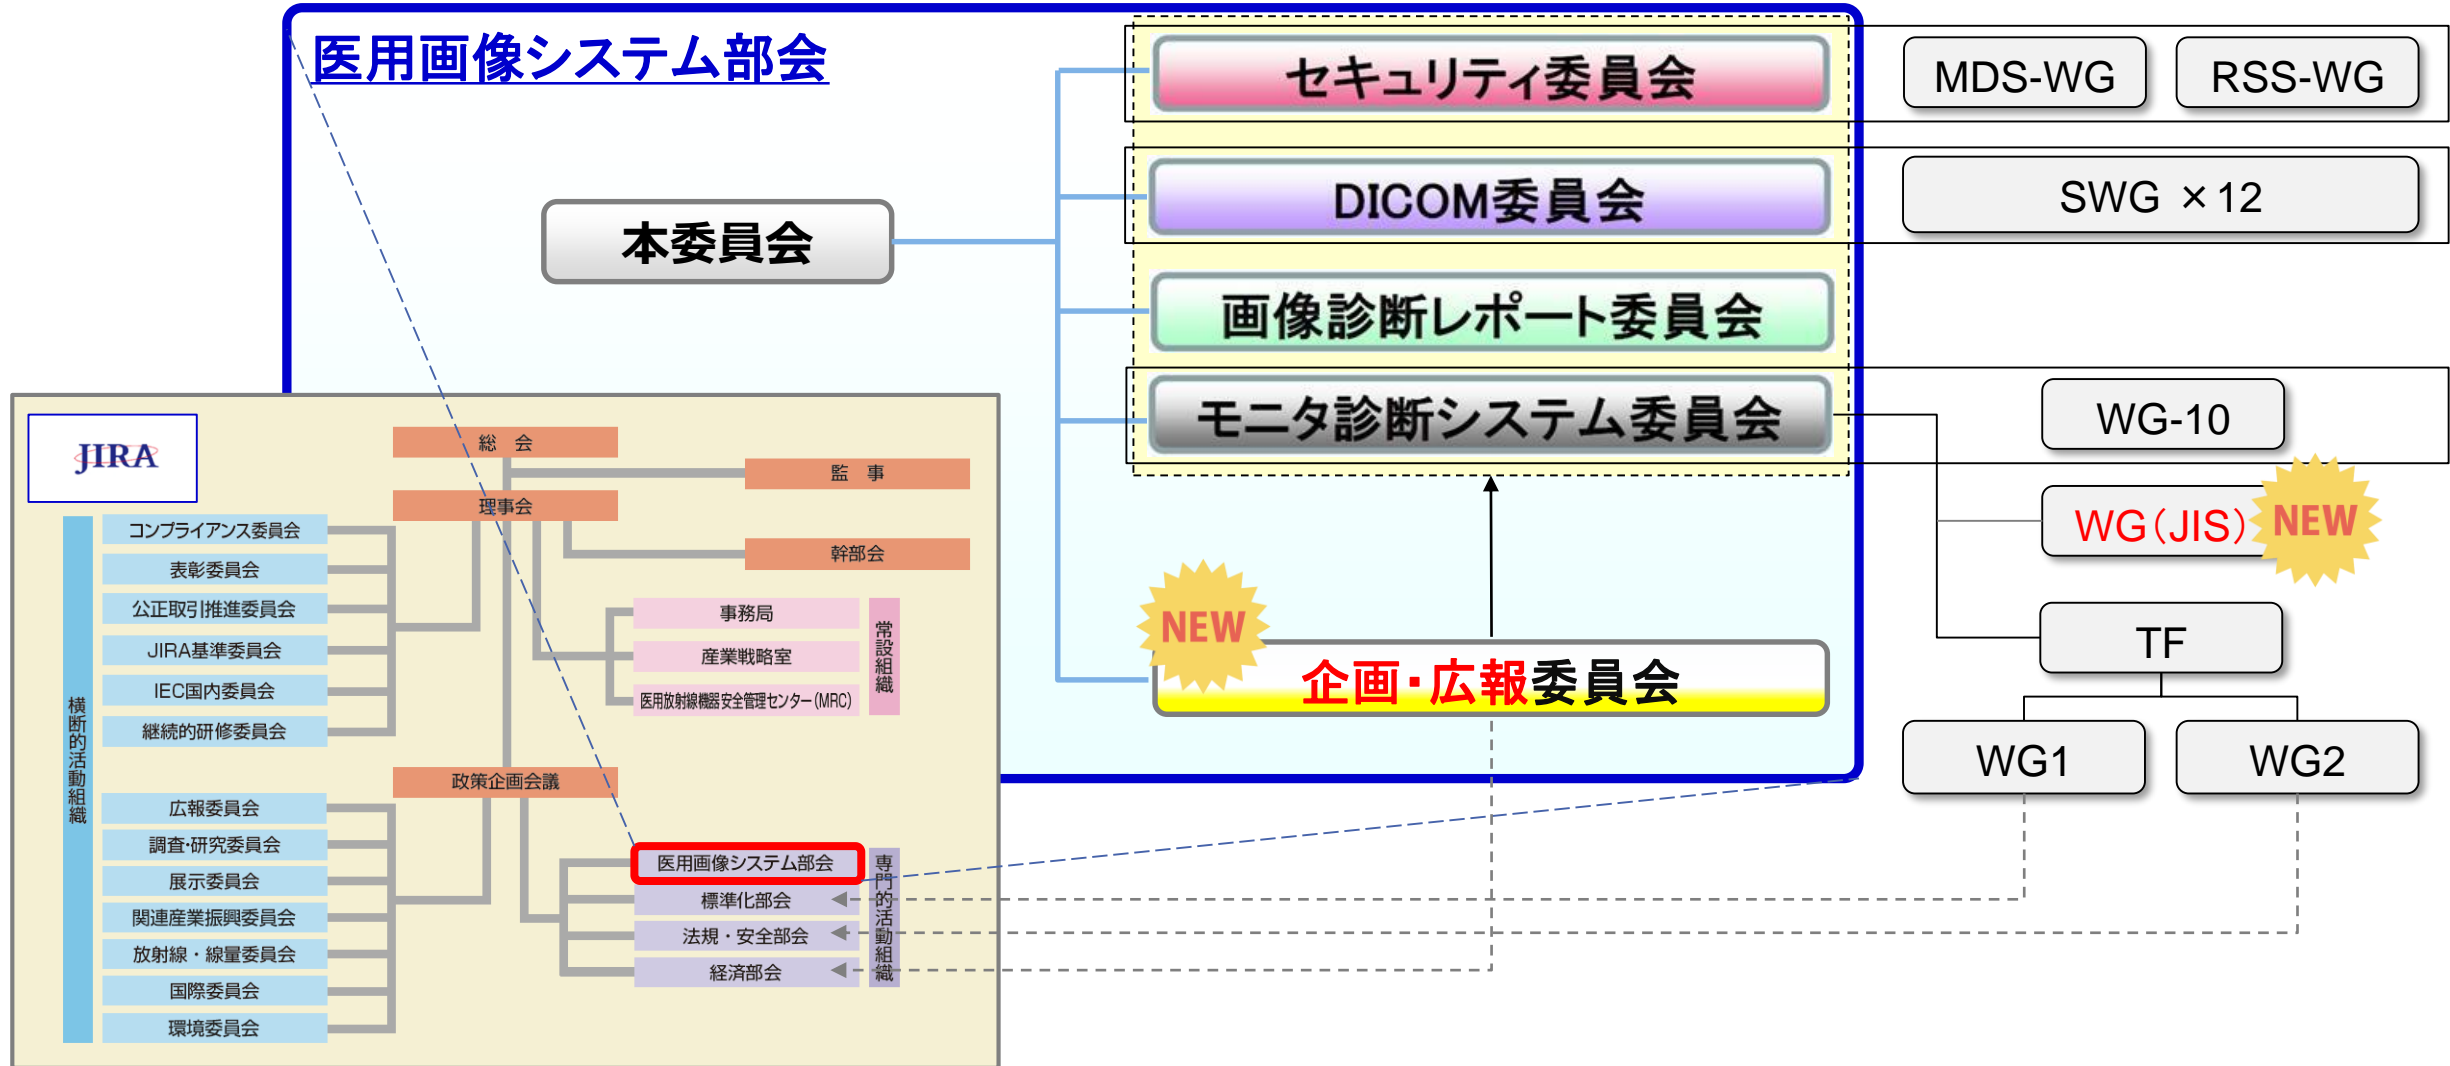 医用画像システム部会
本委員会
セキュリティ委員会
MDS-WG
RSS-WG
DICOM委員会
SWG ×12
画像診断レポート委員会
モニタ診断システム委員会
WG-10
WG(JIS)
NEW
TF
WG1
WG2
NEW
企画・広報委員会
JIRA
総 会
監 事
理事会
幹部会
横断的活動組織
コンプライアンス委員会
表彰委員会
公正取引推進委員会
JIRA基準委員会
IEC国内委員会
継続的研修委員会
事務局
産業戦略室
医用放射線機器安全管理センター(MRC)
常設組織
政策企画会議
広報委員会
調査・研究委員会
展示委員会
関連産業振興委員会
放射線・線量委員会
国際委員会
環境委員会
医用画像システム部会
標準化部会
法規・安全部会
経済部会
専門的活動組織